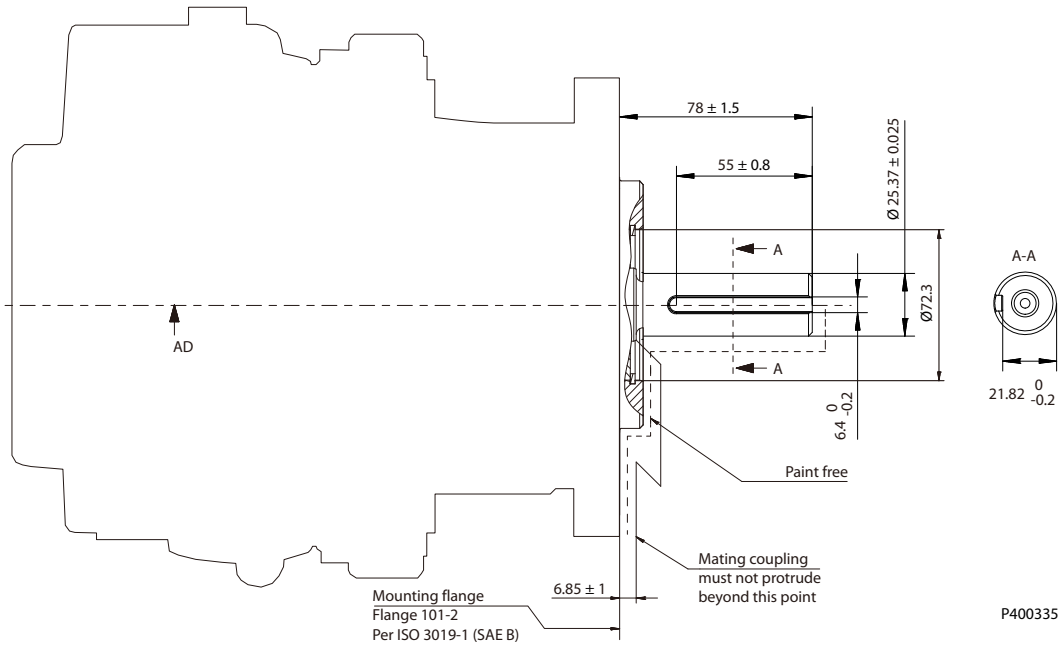 78 ± 1.5
55 ± 0.8
Ø 25.37 ± 0.025
Ø72.3
A
A-A
AD
A
21.82 0 -0.2
6.4 0 -0.2
Paint free
Mating coupling
must not protrude
beyond this point
6.85 ± 1
Mounting flange
Flange 101-2
Per ISO 3019-1 (SAE B)
P400335